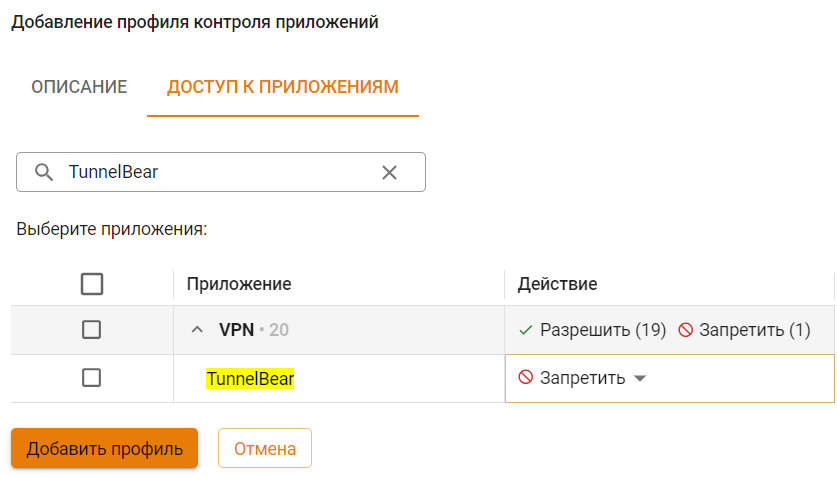 Добавление профиля контроля приложений
ОПИСАНИЕ ДОСТУП К ПРИЛОЖЕНИЯМ
TunnelBear
Выберите приложения:
Приложение Действие
VPN • 20 Разрешить (19) Запретить (1)
TunnelBear Запретить
Добавить профиль Отмена